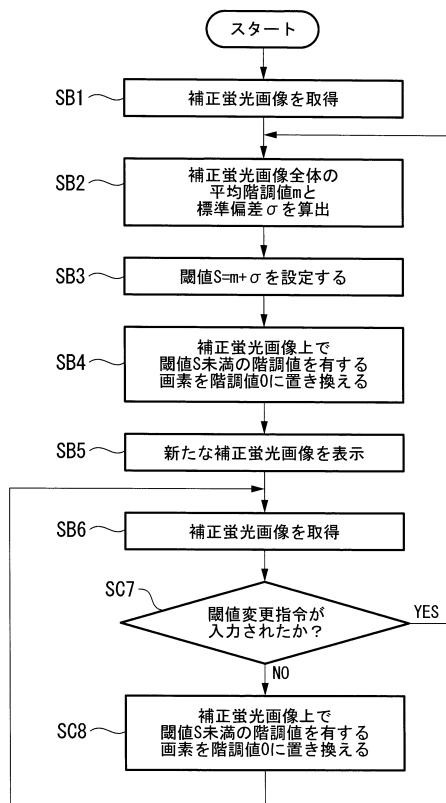 スタート
SB1
補正蛍光画像を取得
SB2
補正蛍光画像全体の
平均階調値mと
標準偏差σを算出
SB3
閾値S=m+σを設定する
SB4
補正蛍光画像上で
閾値S未満の階調値を有する
画素を階調値0に置き換える
SB5
新たな補正蛍光画像を表示
SB6
補正蛍光画像を取得
SC7
閾値変更指令が
入力されたか?
YES
NO
SC8
補正蛍光画像上で
閾値S未満の階調値を有する
画素を階調値0に置き換える